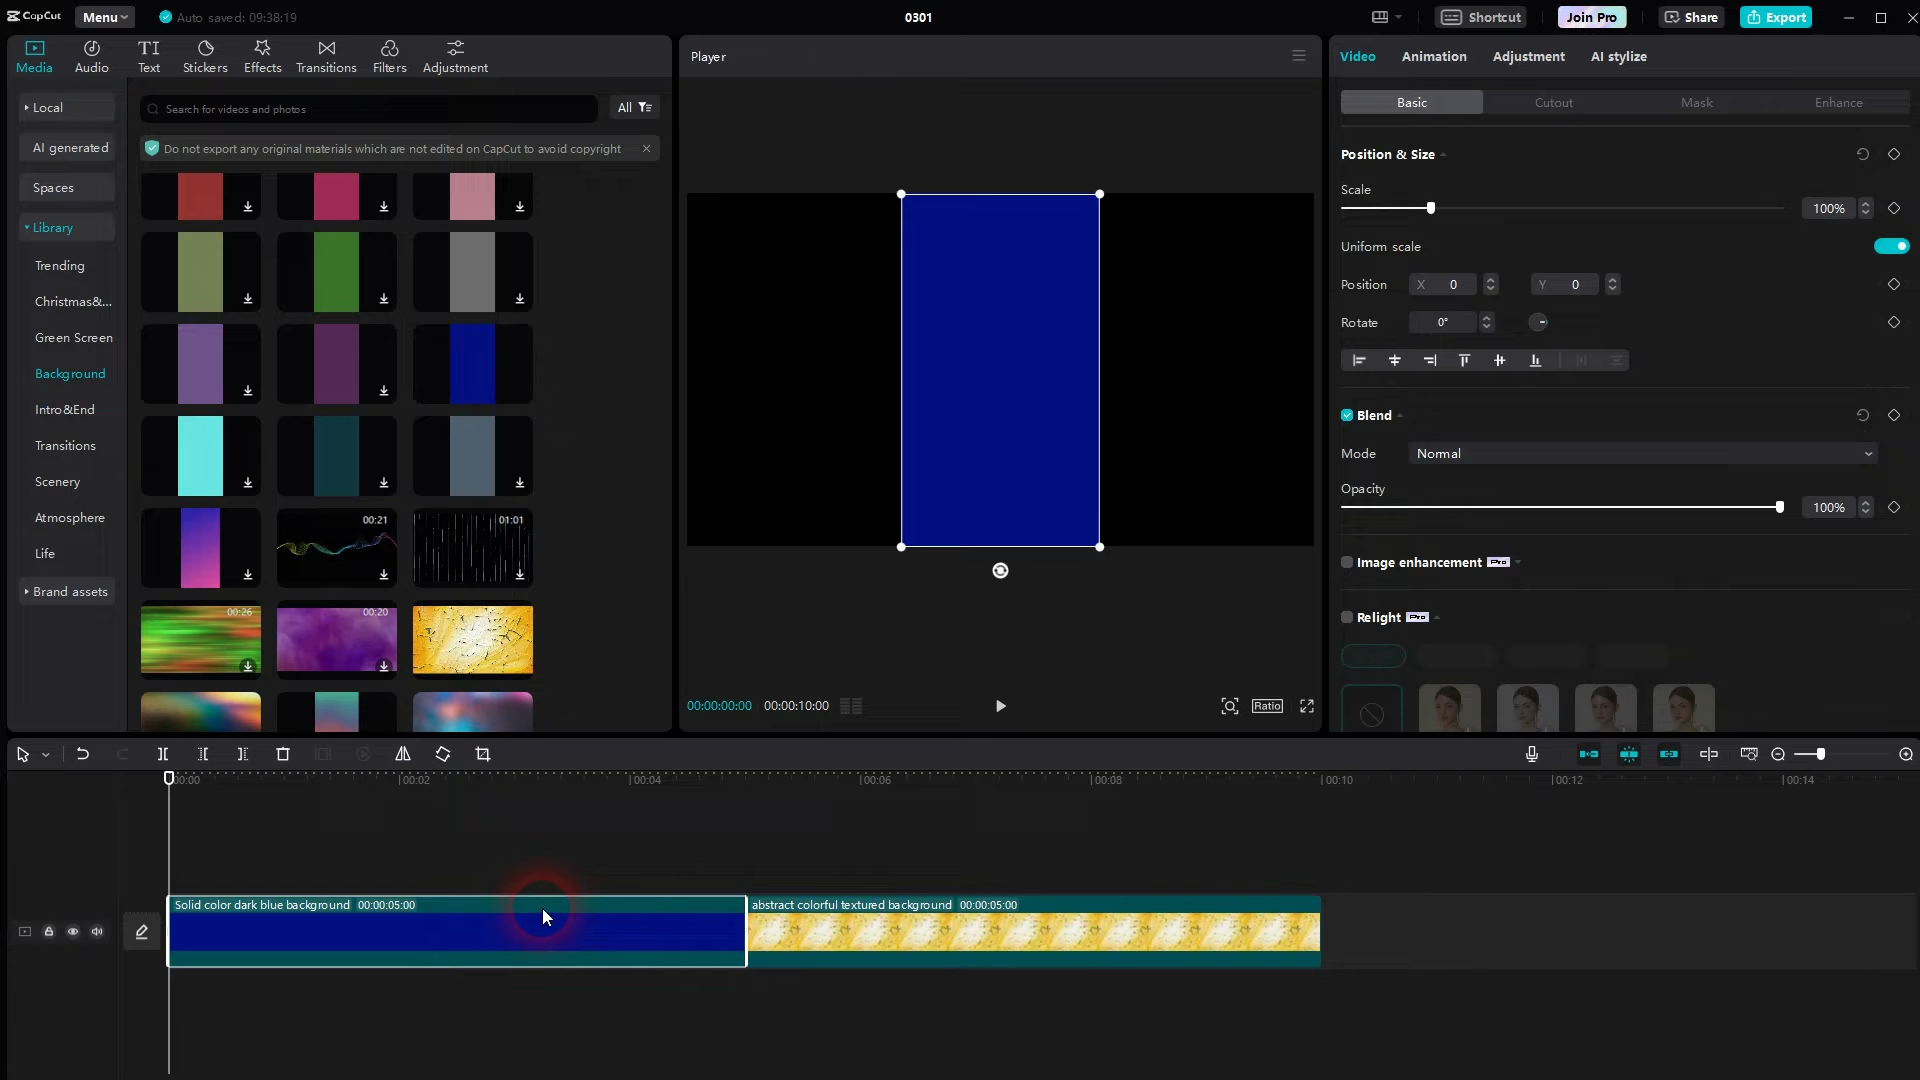 CapCut
Menu
Auto saved: 09:38:19
0301
Shortcut
Join Pro
Share
Export
Media
Audio
TI
Text
Stickers
Effects
Transitions
Filters
Adjustment
Local
AI generated
Spaces
Library
Trending
Christmas&...
Green Screen
Background
Intro&End
Transitions
Scenery
Atmosphere
Life
Brand assets
Search for videos and photos
All
Do not export any original materials which are not edited on CapCut to avoid copyright
00:21
01:01
00:26
00:20
Player
00:00:00:00
00:00:10:00
Ratio
Video
Animation
Adjustment
AI stylize
Basic
Cutout
Mask
Enhance
Position & Size
Scale
100%
Uniform scale
Position
X 0
Y 0
Rotate
0°
Blend
Mode
Normal
Opacity
100%
Image enhancement Pro
Relight Pro
00:00
00:02
00:04
00:06
00:08
00:10
00:12
00:14
Solid color dark blue background 00:00:05:00
abstract colorful textured background 00:00:05:00